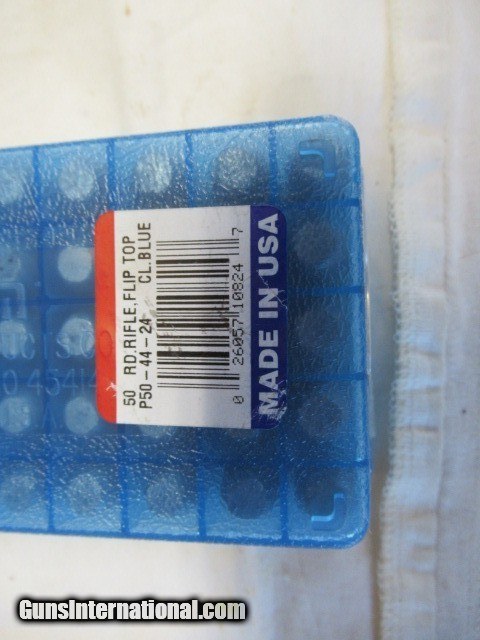 50 RD.RIFLE,FLIP TOP
P50-44-24 CL.BLUE
0 26057 10824 7
MADE IN USA
GunsInternational.com